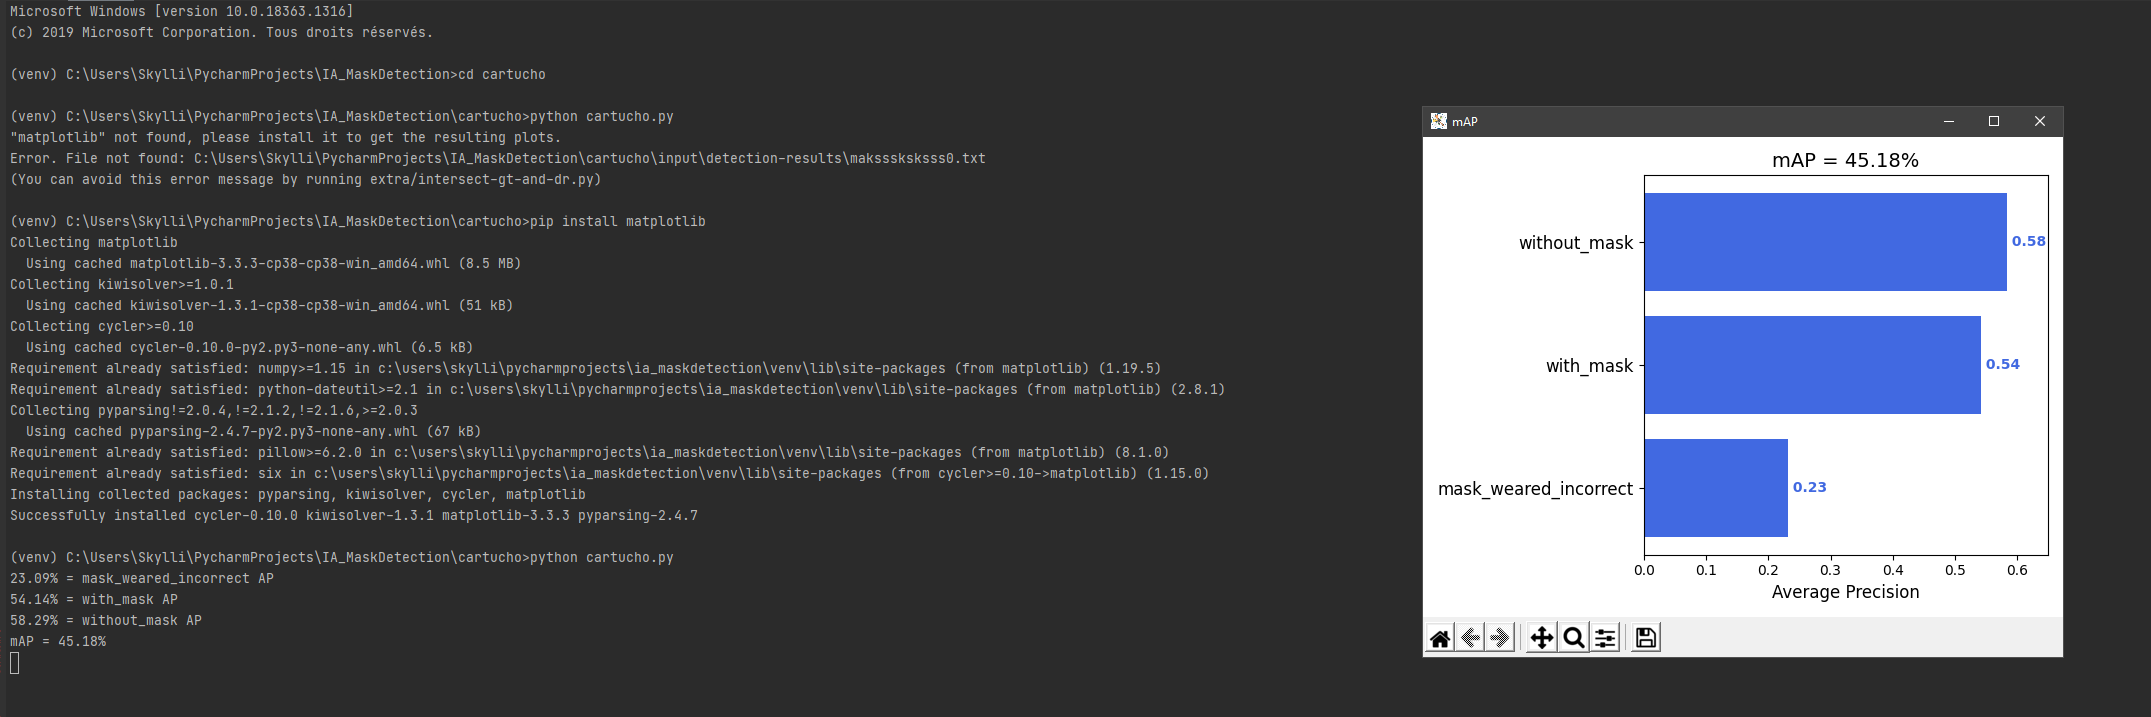 Microsoft Windows [version 10.0.18363.1316]
(c) 2019 Microsoft Corporation. Tous droits réservés.
(venv) C:\Users\Skylli\PycharmProjects\IA_MaskDetection>cd cartucho
(venv) C:\Users\Skylli\PycharmProjects\IA_MaskDetection\cartucho>python cartucho.py
"matplotlib" not found, please install it to get the resulting plots.
Error. File not found: C:\Users\Skylli\PycharmProjects\IA_MaskDetection\cartucho\input\detection-results\maksssksksss0.txt
(You can avoid this error message by running extra/intersect-gt-and-dr.py)
(venv) C:\Users\Skylli\PycharmProjects\IA_MaskDetection\cartucho>pip install matplotlib
Collecting matplotlib
Using cached matplotlib-3.3.3-cp38-cp38-win_amd64.whl (8.5 MB)
Collecting kiwisolver>=1.0.1
Using cached kiwisolver-1.3.1-cp38-cp38-win_amd64.whl (51 kB)
Collecting cycler>=0.10
Using cached cycler-0.10.0-py2.py3-none-any.whl (6.5 kB)
Requirement already satisfied: numpy>=1.15 in c:\users\skylli\pycharmprojects\ia_maskdetection\venv\lib\site-packages (from matplotlib) (1.19.5)
Requirement already satisfied: python-dateutil>=2.1 in c:\users\skylli\pycharmprojects\ia_maskdetection\venv\lib\site-packages (from matplotlib) (2.8.1)
Collecting pyparsing!=2.0.4,!=2.1.2,!=2.1.6,>=2.0.3
Using cached pyparsing-2.4.7-py2.py3-none-any.whl (67 kB)
Requirement already satisfied: pillow>=6.2.0 in c:\users\skylli\pycharmprojects\ia_maskdetection\venv\lib\site-packages (from matplotlib) (8.1.0)
Requirement already satisfied: six in c:\users\skylli\pycharmprojects\ia_maskdetection\venv\lib\site-packages (from cycler>=0.10->matplotlib) (1.15.0)
Installing collected packages: pyparsing, kiwisolver, cycler, matplotlib
Successfully installed cycler-0.10.0 kiwisolver-1.3.1 matplotlib-3.3.3 pyparsing-2.4.7
(venv) C:\Users\Skylli\PycharmProjects\IA_MaskDetection\cartucho>python cartucho.py
23.09% = mask_weared_incorrect AP
54.14% = with_mask AP
58.29% = without_mask AP
mAP = 45.18%
mAP
mAP = 45.18%
without_mask 0.58
with_mask 0.54
mask_weared_incorrect 0.23
0.0 0.1 0.2 0.3 0.4 0.5 0.6
Average Precision